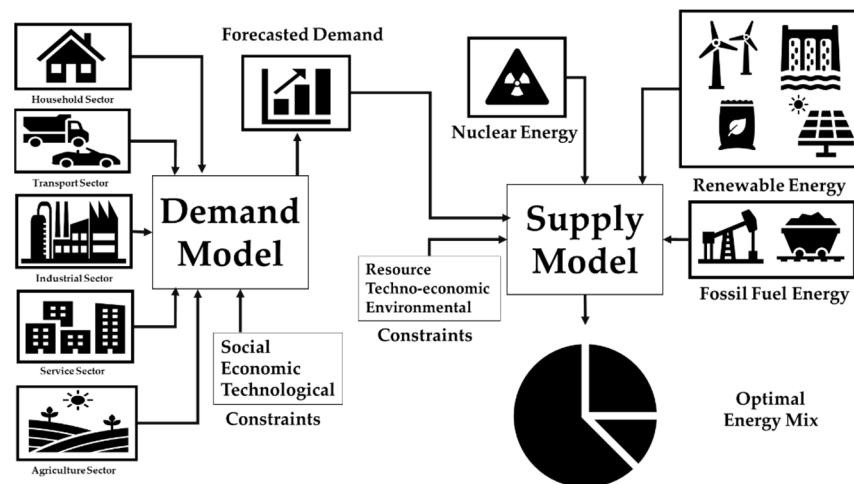 Household Sector
Transport Sector
Industrial Sector
Service Sector
Agriculture Sector
Forecasted Demand
Demand
Model
Social
Economic
Technological
Constraints
Nuclear Energy
Renewable Energy
Supply
Model
Resource
Techno-economic
Environmental
Constraints
Fossil Fuel Energy
Optimal
Energy Mix